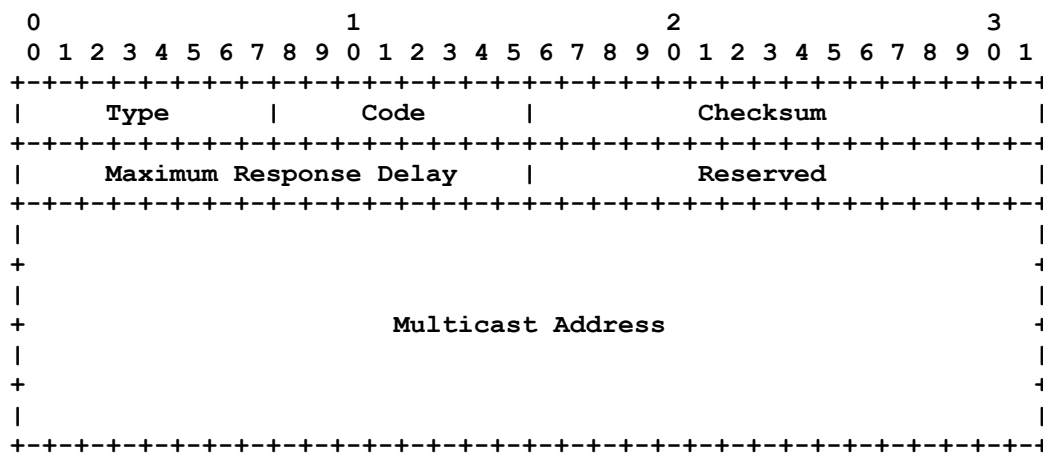 0                   1                   2                   3
0 1 2 3 4 5 6 7 8 9 0 1 2 3 4 5 6 7 8 9 0 1 2 3 4 5 6 7 8 9 0 1
+-+-+-+-+-+-+-+-+-+-+-+-+-+-+-+-+-+-+-+-+-+-+-+-+-+-+-+-+-+-+-+-+
|     Type      |     Code      |          Checksum             |
+-+-+-+-+-+-+-+-+-+-+-+-+-+-+-+-+-+-+-+-+-+-+-+-+-+-+-+-+-+-+-+-+
|     Maximum Response Delay    |          Reserved             |
+-+-+-+-+-+-+-+-+-+-+-+-+-+-+-+-+-+-+-+-+-+-+-+-+-+-+-+-+-+-+-+-+
|                                                               |
+                                                               +
|                                                               |
+                       Multicast Address                       +
|                                                               |
+                                                               +
|                                                               |
+-+-+-+-+-+-+-+-+-+-+-+-+-+-+-+-+-+-+-+-+-+-+-+-+-+-+-+-+-+-+-+-+